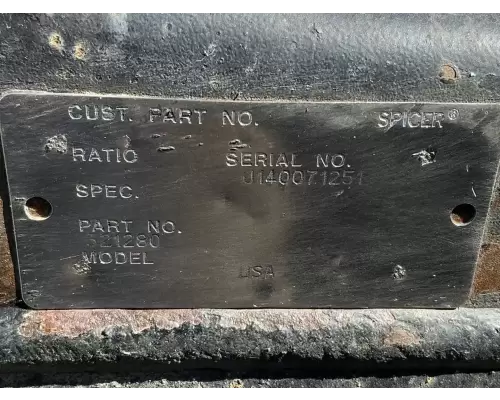 CUST. PART NO. SPICER®
RATIO SERIAL NO.
J140071251
SPEC.
PART NO.
521280
MODEL
USA